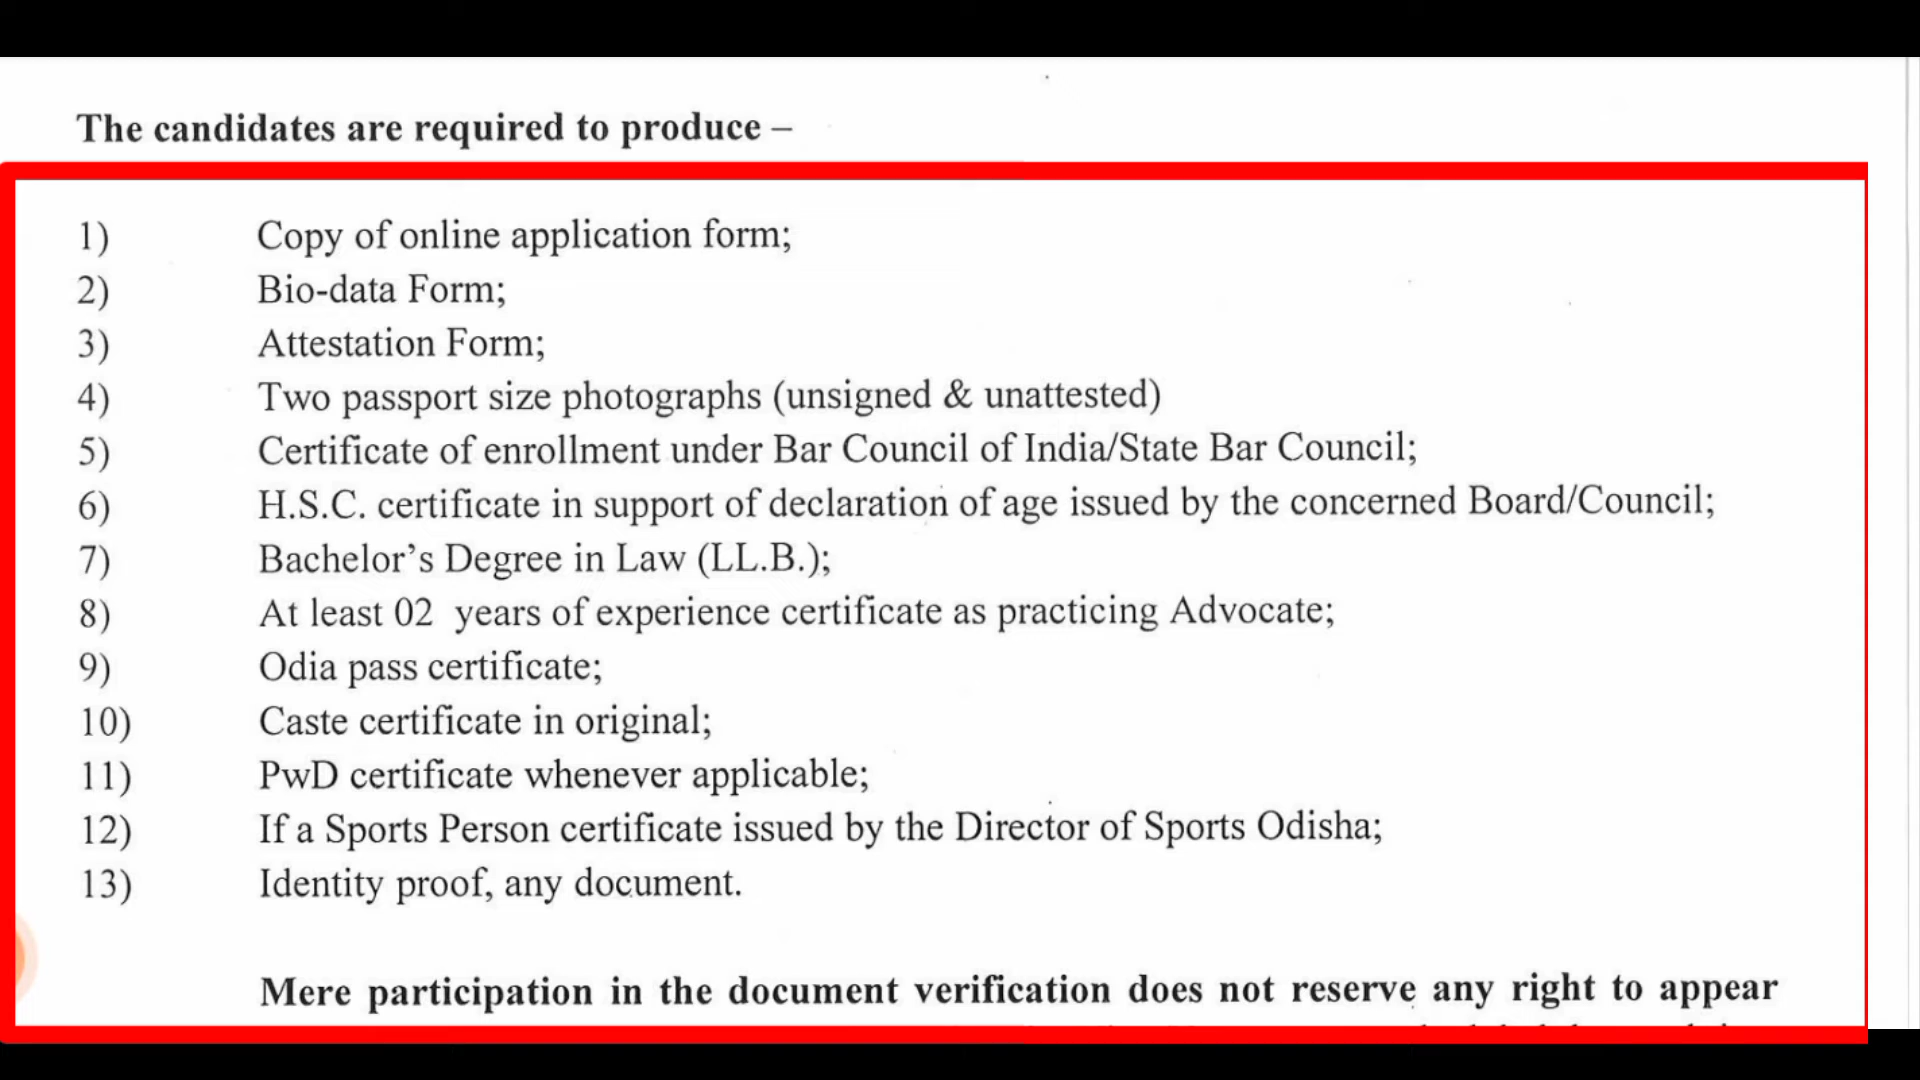 The candidates are required to produce –
1) Copy of online application form;
2) Bio-data Form;
3) Attestation Form;
4) Two passport size photographs (unsigned & unattested)
5) Certificate of enrollment under Bar Council of India/State Bar Council;
6) H.S.C. certificate in support of declaration of age issued by the concerned Board/Council;
7) Bachelor’s Degree in Law (LL.B.);
8) At least 02 years of experience certificate as practicing Advocate;
9) Odia pass certificate;
10) Caste certificate in original;
11) PwD certificate whenever applicable;
12) If a Sports Person certificate issued by the Director of Sports Odisha;
13) Identity proof, any document.
Mere participation in the document verification does not reserve any right to appear